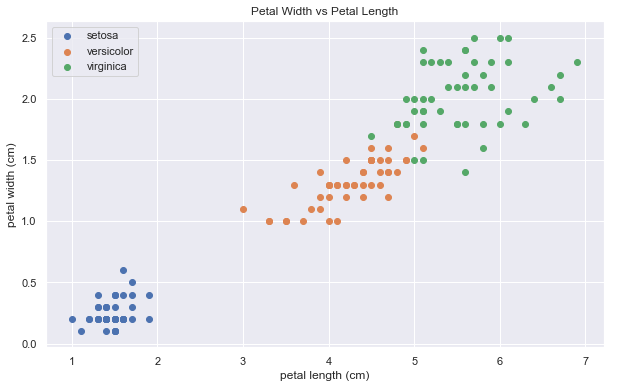 Petal Width vs Petal Length
setosa
versicolor
virginica
petal width (cm)
2.5
2.0
1.5
1.0
0.5
0.0
1 2 3 4 5 6 7
petal length (cm)